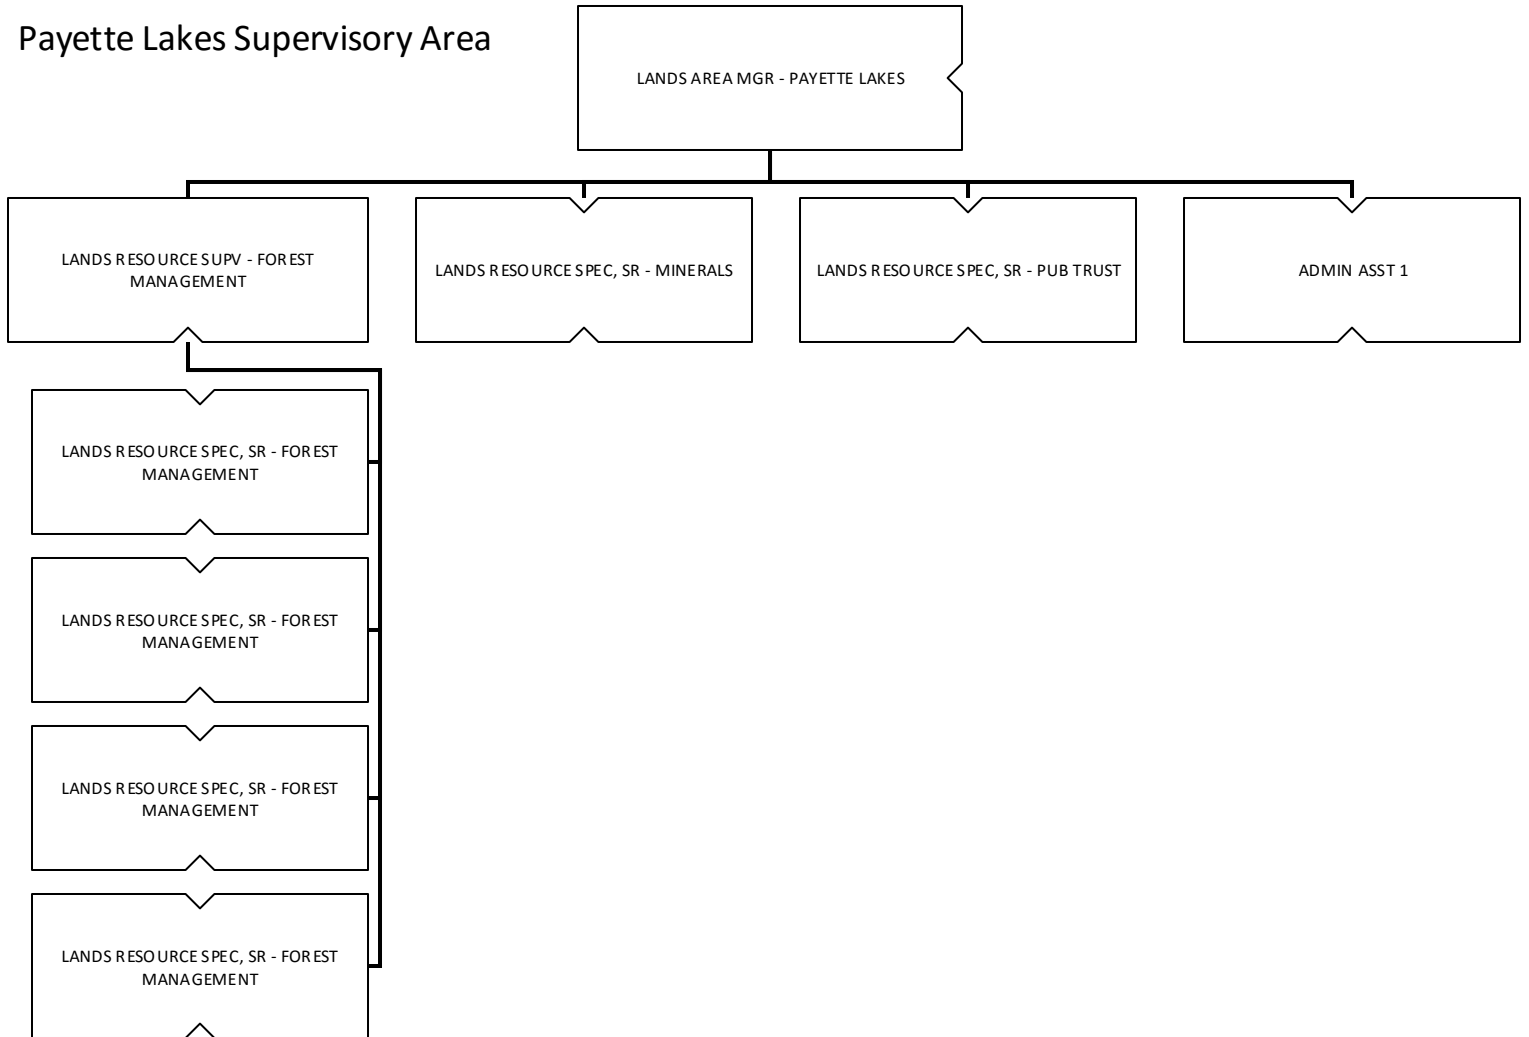 Payette Lakes Supervisory Area
LANDS AREA MGR - PAYETTE LAKES
LANDS RESOURCE SUPV - FOREST
MANAGEMENT
LANDS RESOURCE SPEC, SR - MINERALS
LANDS RESOURCE SPEC, SR - PUB TRUST
ADMIN ASST 1
LANDS RESOURCE SPEC, SR - FOREST
MANAGEMENT
LANDS RESOURCE SPEC, SR - FOREST
MANAGEMENT
LANDS RESOURCE SPEC, SR - FOREST
MANAGEMENT
LANDS RESOURCE SPEC, SR - FOREST
MANAGEMENT